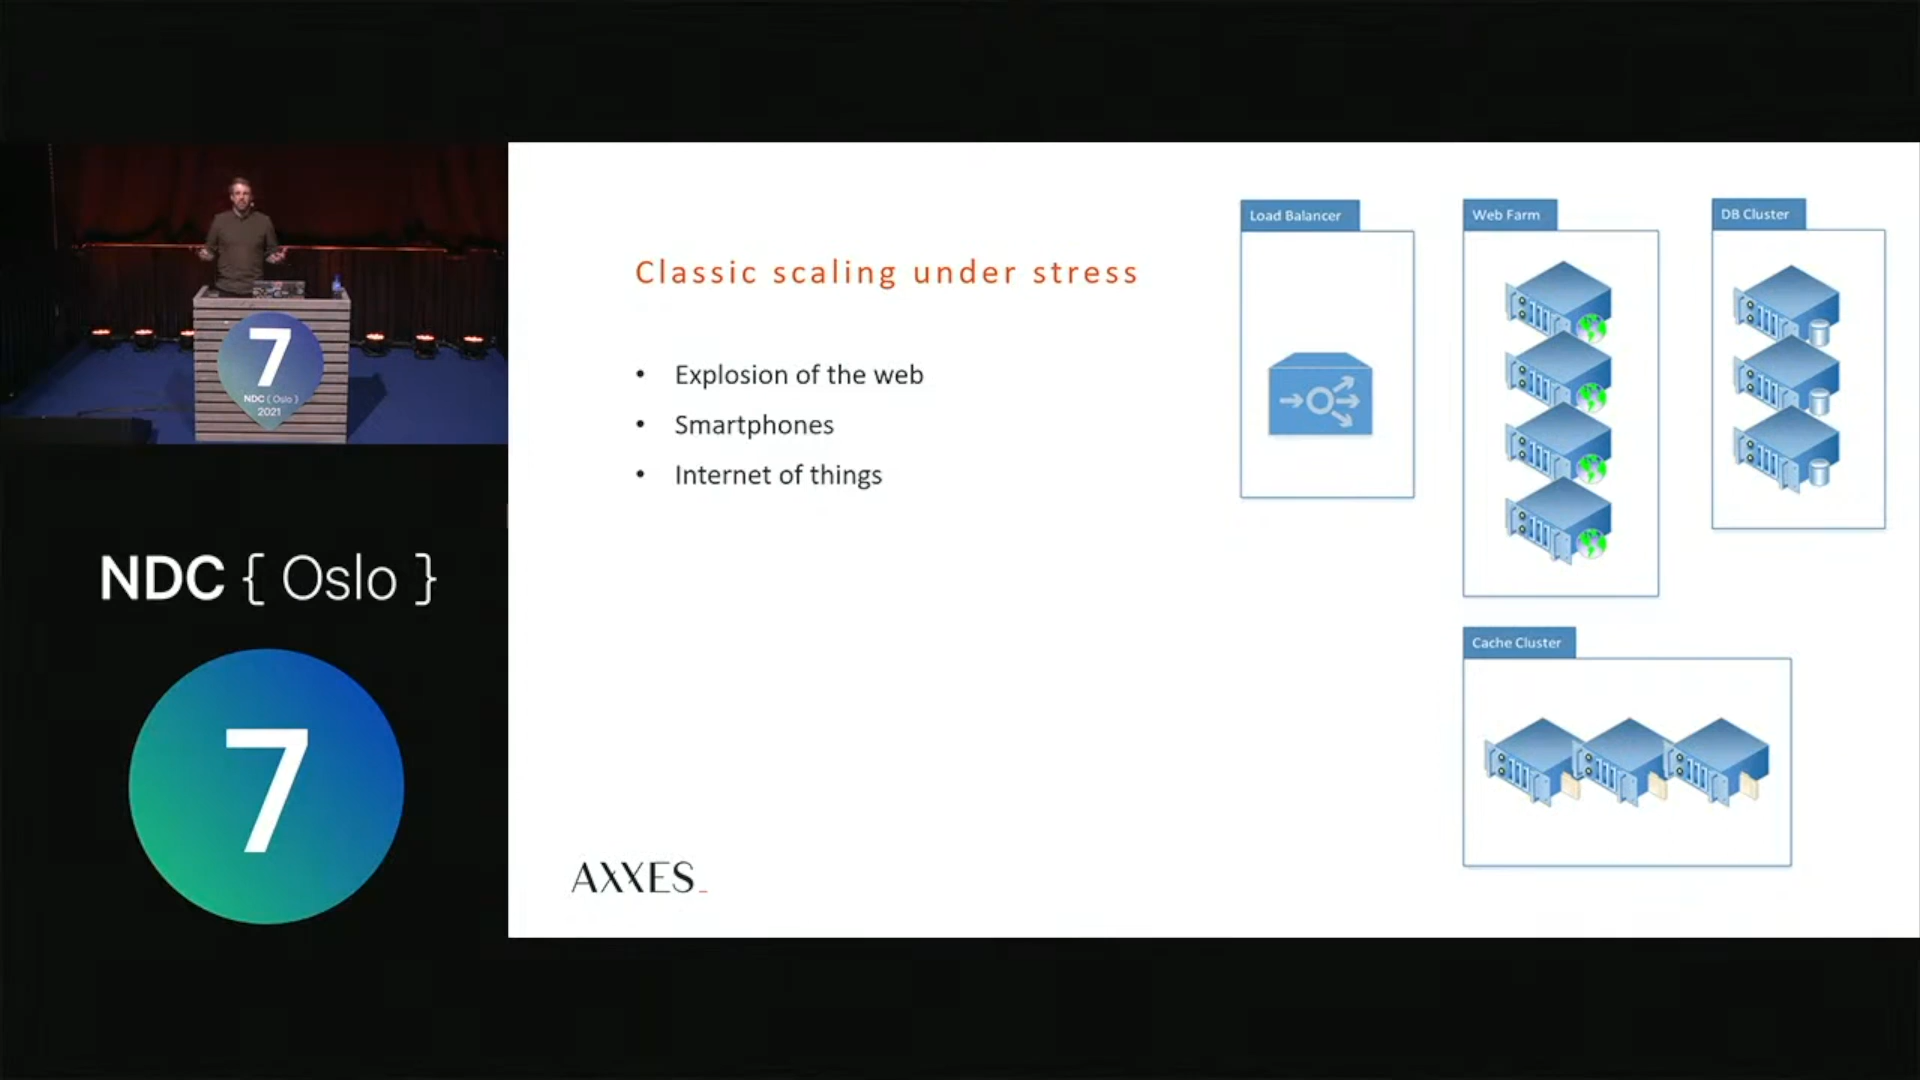 7
NDC { Oslo }
2021
NDC { Oslo }
7
Classic scaling under stress
• Explosion of the web
• Smartphones
• Internet of things
AXXES_
Load Balancer
Web Farm
DB Cluster
Cache Cluster